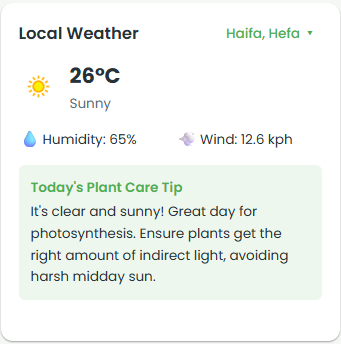 Local Weather
Haifa, Hefa
26°C
Sunny
Humidity: 65%
Wind: 12.6 kph
Today's Plant Care Tip
It's clear and sunny! Great day for
photosynthesis. Ensure plants get the
right amount of indirect light, avoiding
harsh midday sun.